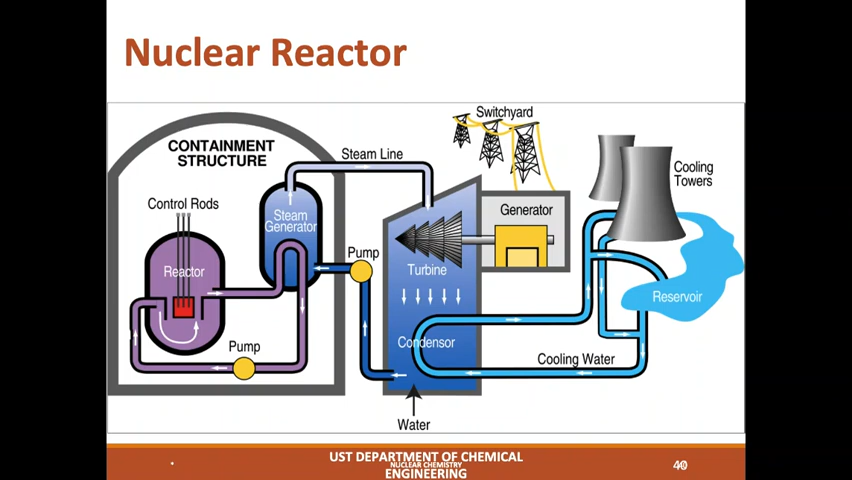 Nuclear Reactor
Switchyard
CONTAINMENT
STRUCTURE
Steam Line
Cooling
Towers
Control Rods
Steam
Generator
Generator
Pump
Reactor
Turbine
Reservoir
Condensor
Pump
Cooling Water
Water
UST DEPARTMENT OF CHEMICAL
NUCLEAR CHEMISTRY
ENGINEERING